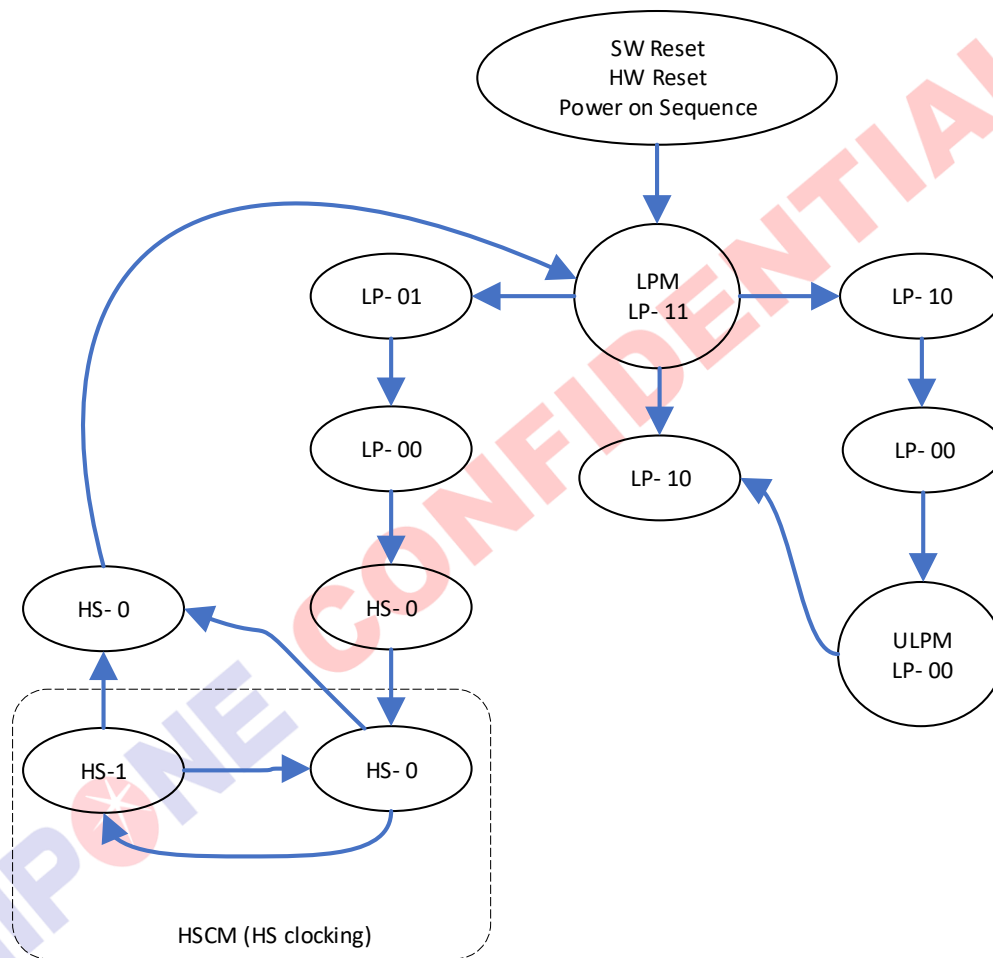 SW Reset
HW Reset
Power on Sequence
LP- 01
LPM
LP- 11
LP- 10
LP- 00
LP- 10
LP- 00
HS- 0
HS- 0
ULPM
LP- 00
HS-1
HS- 0
HSCM (HS clocking)
IPONE CONFIDENTIAL